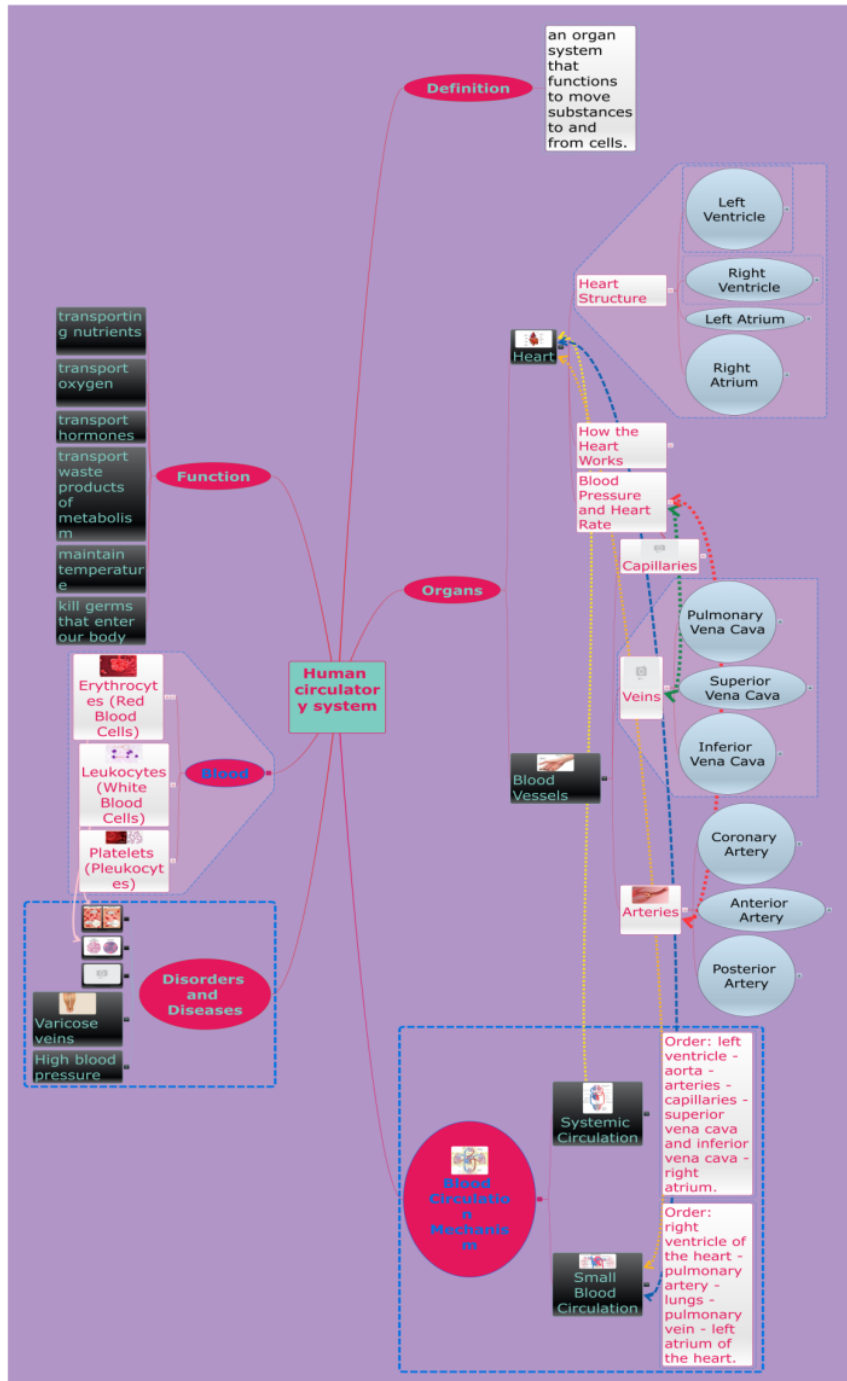 Definition
an organ
system
that
functions
to move
substances
to and
from cells.
Left
Ventricle
Right
Ventricle
Left Atrium
Right
Atrium
Heart
Structure
Heart
How the
Heart
Works
Blood
Pressure
and Heart
Rate
Capillaries
Pulmonary
Vena Cava
Superior
Vena Cava
Inferior
Vena Cava
Veins
Organs
Blood
Vessels
Coronary
Artery
Anterior
Artery
Posterior
Artery
Arteries
transportin
g nutrients
transport
oxygen
transport
hormones
transport
waste
products
of
metabolis
m
maintain
temperatur
e
kill germs
that enter
our body
Function
Human
circulator
y system
Erythrocyt
es (Red
Blood
Cells)
Leukocytes
(White
Blood
Cells)
Platelets
(Pleukocyt
es)
Blood
Disorders
and
Diseases
Varicose
veins
High blood
pressure
Blood
Circulatio
n
Mechanis
m
Systemic
Circulation
Order: left
ventricle -
aorta -
arteries -
capillaries -
superior
vena cava
and inferior
vena cava -
right
atrium.
Small
Blood
Circulation
Order:
right
ventricle of
the heart -
pulmonary
artery -
lungs -
pulmonary
vein - left
atrium of
the heart.